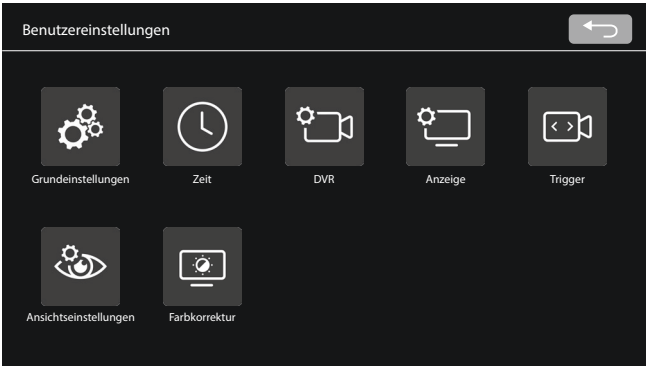 Benutzereinstellungen
Grundeinstellungen
Zeit
DVR
Anzeige
Trigger
Ansichtseinstellungen
Farbkorrektur